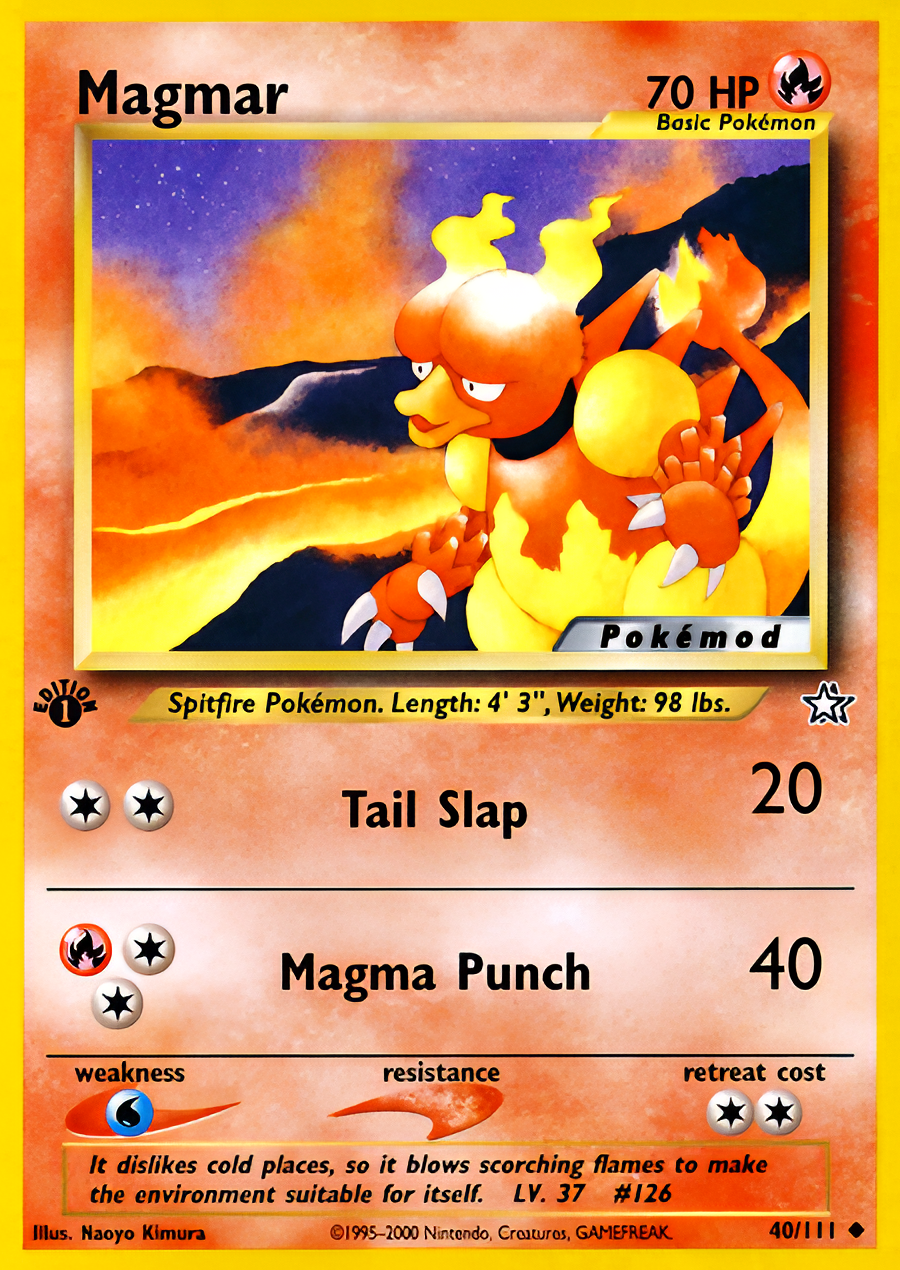 Magmar
70 HP
Basic Pokémon
Pokémod
EDITION
1
Spitfire Pokémon. Length: 4' 3", Weight: 98 lbs.
Tail Slap
20
Magma Punch
40
weakness
resistance
retreat cost
It dislikes cold places, so it blows scorching flames to make
the environment suitable for itself. LV. 37 #126
Illus. Naoyo Kimura
©1995-2000 Nintendo, Creatures, GAMEFREAK.
40/111